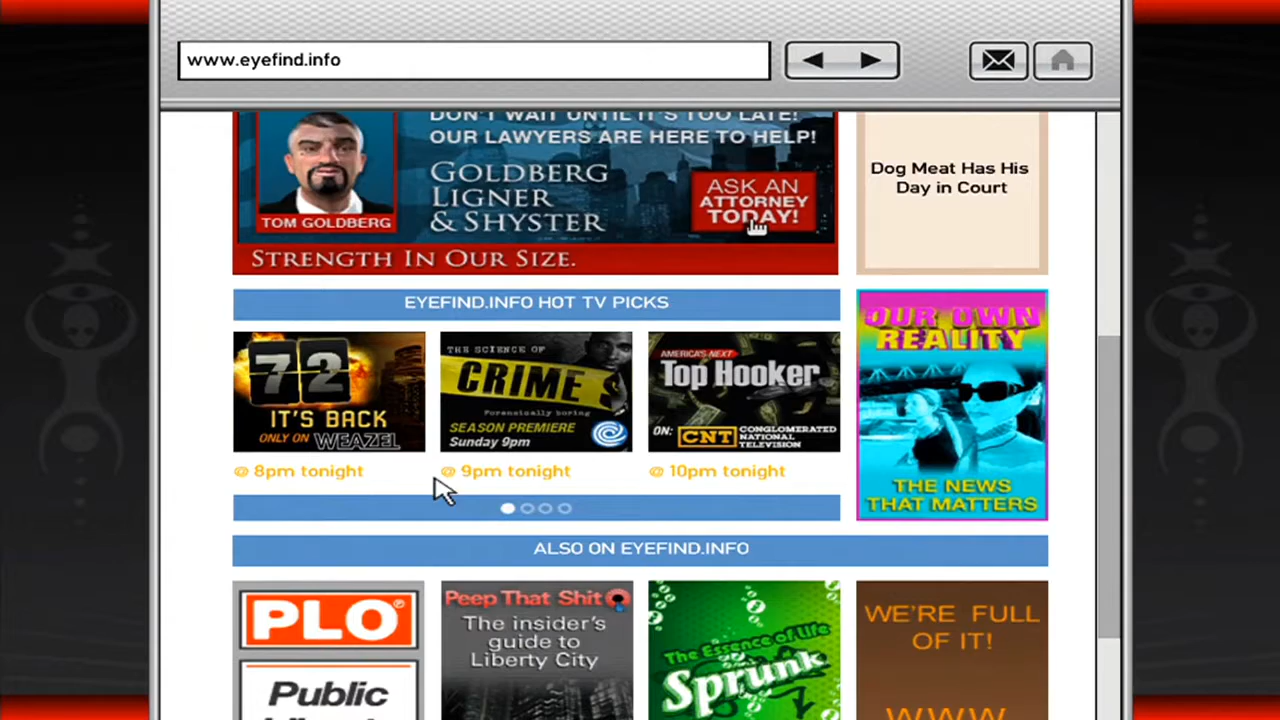 www.eyefind.info
DON'T WAIT UNTIL IT'S TOO LATE!
OUR LAWYERS ARE HERE TO HELP!
GOLDBERG
LIGNER
& SHYSTER
ASK AN
ATTORNEY
TODAY!
TOM GOLDBERG
STRENGTH IN OUR SIZE.
Dog Meat Has His
Day in Court
EYEFIND.INFO HOT TV PICKS
72
IT'S BACK
ONLY ON WEAZEL
@ 8pm tonight
THE SCIENCE OF
CRIME
Foransically boring
SEASON PREMIERE
Sunday 9pm
@ 9pm tonight
AMERICA'S NEXT
Top Hooker
ON: CNT CONGLOMERATED
NATIONAL
TELEVISION
@ 10pm tonight
OUR OWN
REALITY
THE NEWS
THAT MATTERS
ALSO ON EYEFIND.INFO
PLO®
Public
Peep That Shit
The insider's
guide to
Liberty City
The Essence of Life
Sprunk
WE'RE FULL
OF IT!
WWW